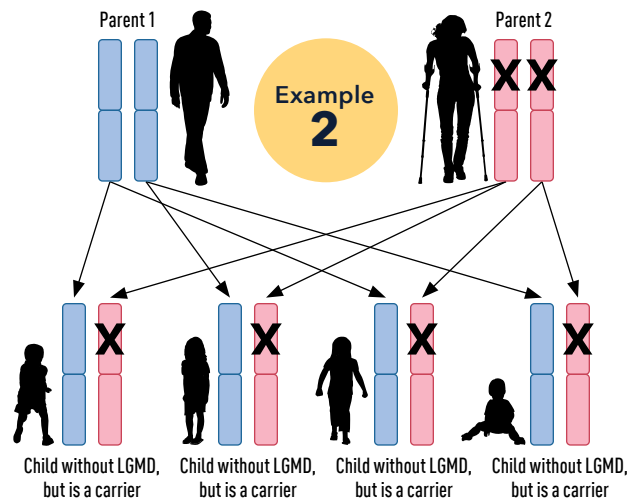 Parent 1
Parent 2
Example
2
X X
X
X
X
X
Child without LGMD,
but is a carrier
Child without LGMD,
but is a carrier
Child without LGMD,
but is a carrier
Child without LGMD,
but is a carrier